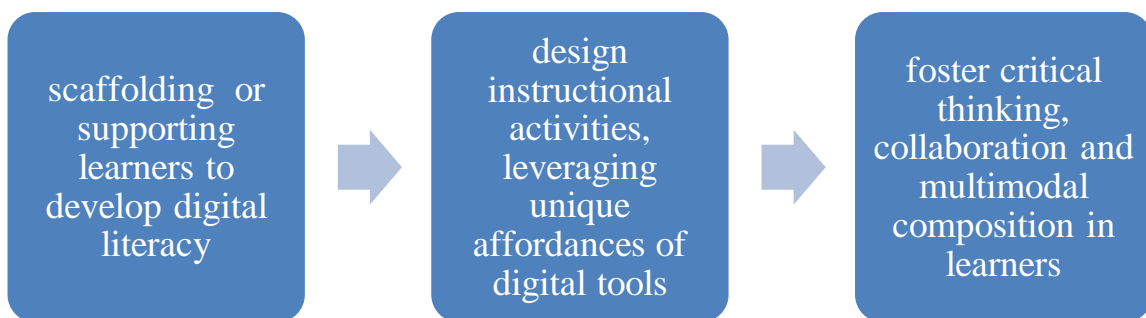 scaffolding or
supporting
learners to
develop digital
literacy
design
instructional
activities,
leveraging
unique
affordances of
digital tools
foster critical
thinking,
collaboration and
multimodal
composition in
learners